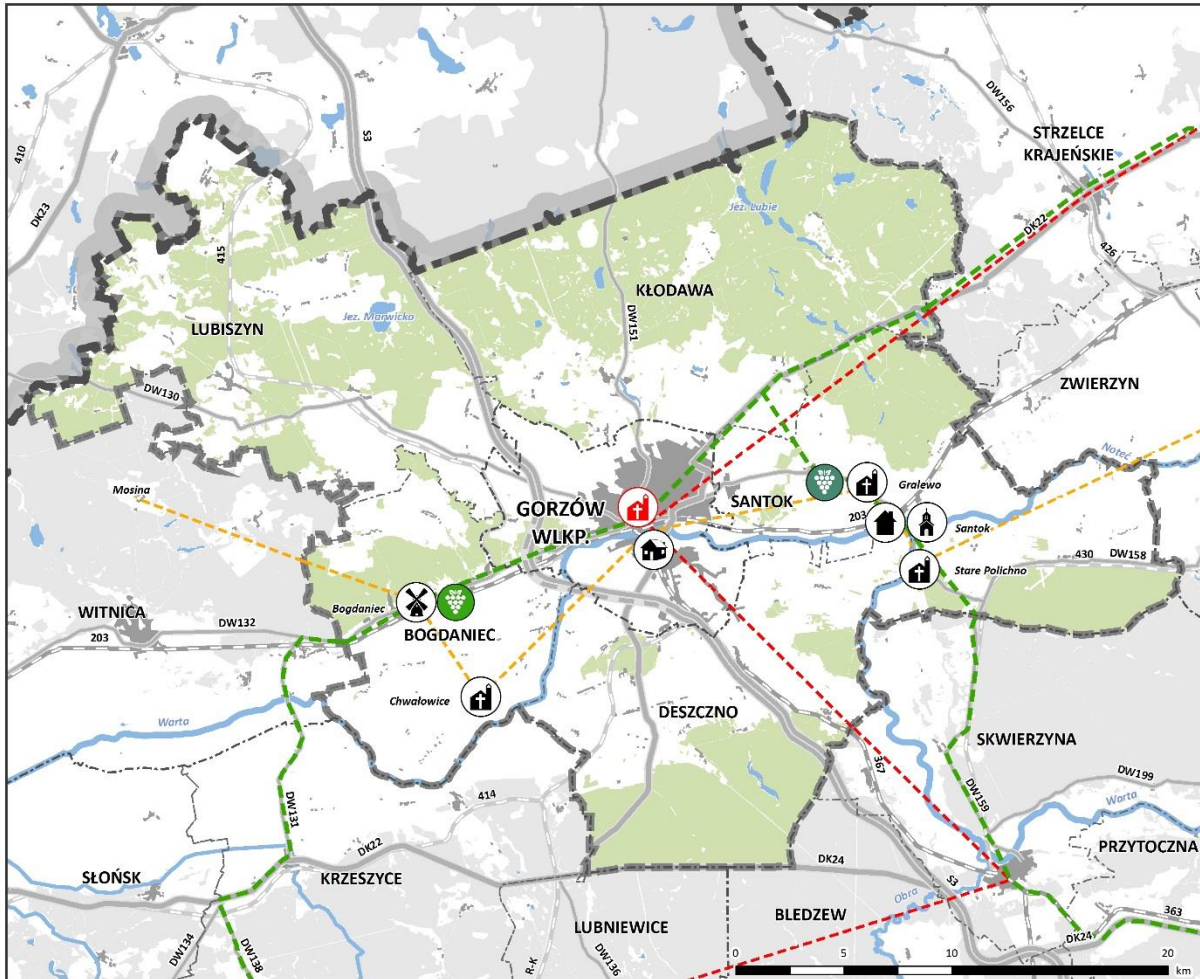 DW156
STRZELCE
KRAJEŃSKIE
410
S3
DK23
DK22
Jez. Lubie
415
426
KŁODAWA
DW151
LUBISZYN
Jez. Marwicko
ZWIERZYN
DW130
Noteć
Mosina
SANTOK
Gralewo
GORZÓW
WLKP.
203
Santok
430
DW158
Stare Polichno
Bogdaniec
WITNICA
DW132
203
BOGDANIEC
Chwałowice
DESZCZNO
Warta
SKWIERZYNA
367
DW199
DW131
414
DW159
Warta
DK22
PRZYTOCZNA
SŁOŃSK
KRZESZYCE
DK24
S3
Obra
363
LUBNIEWICE
BLEDZEW
DK24
DW134
DW138
R-K
DW136
0 5 10 20
km